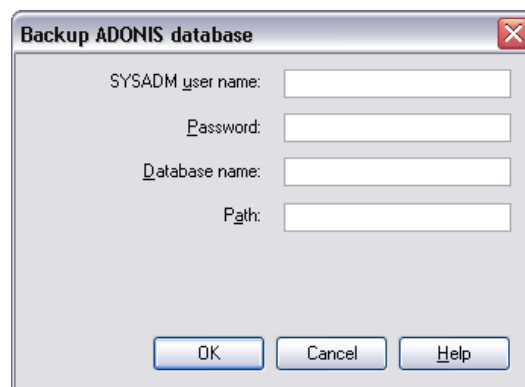 Backup ADONIS database
SYSADM user name:
Password:
Database name:
Path:
OK
Cancel
Help